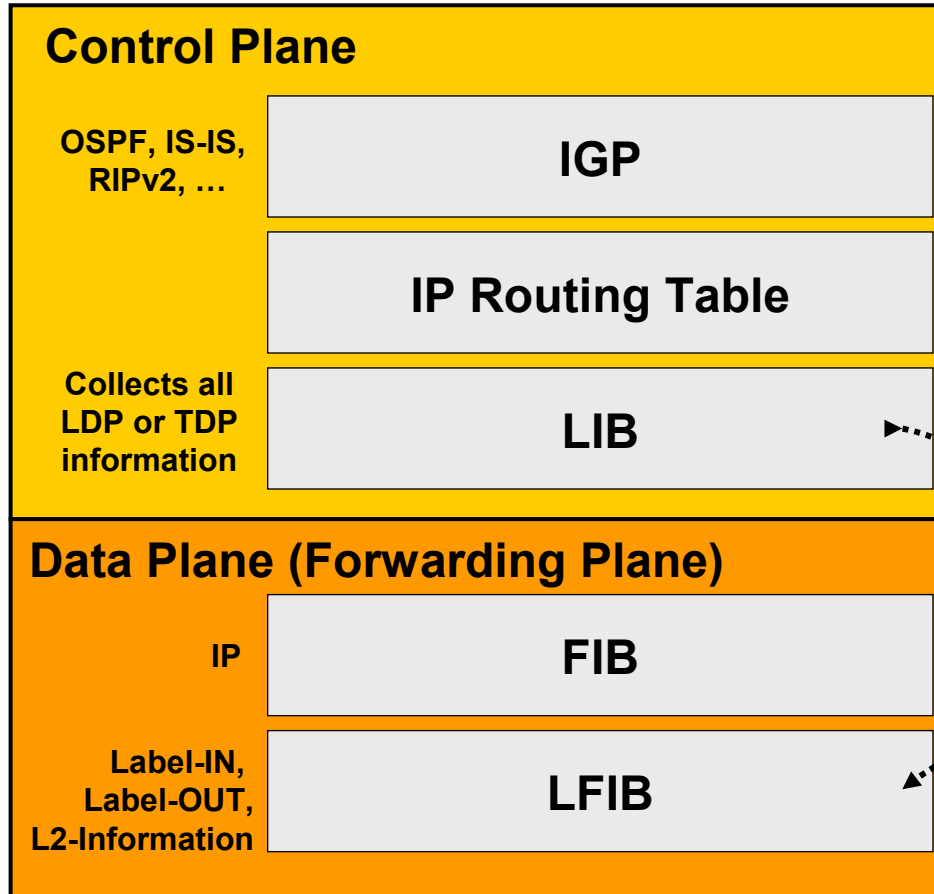 Control Plane
OSPF, IS-IS,
RIPv2, …
IGP
IP Routing Table
Collects all
LDP or TDP
information
LIB
Data Plane (Forwarding Plane)
IP
FIB
Label-IN,
Label-OUT,
L2-Information
LFIB